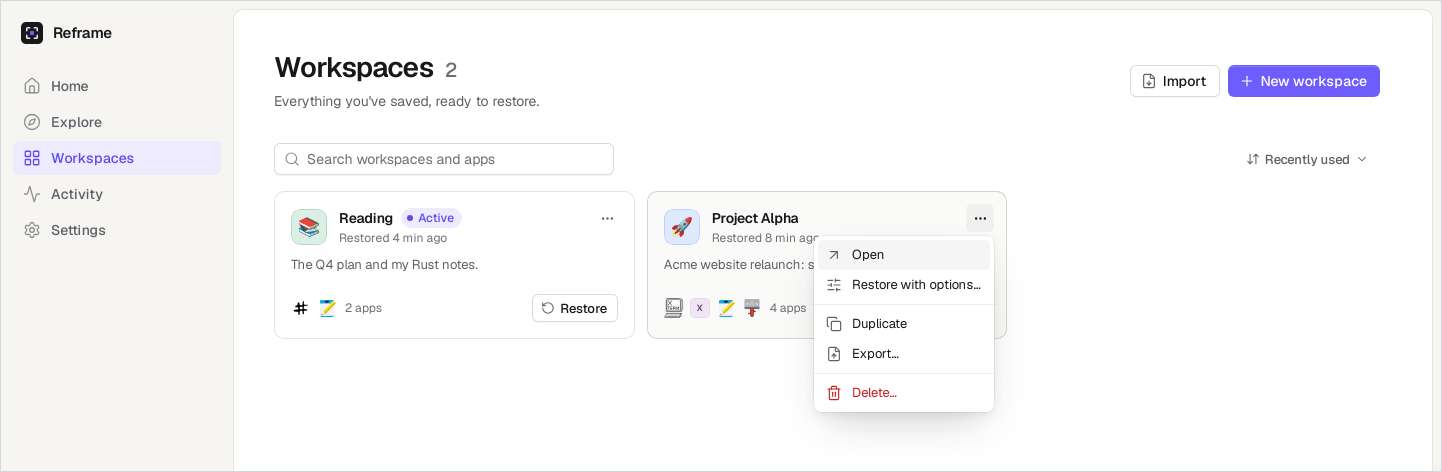 Reframe
Home
Explore
Workspaces
Activity
Settings
Workspaces 2
Everything you've saved, ready to restore.
Import
New workspace
Search workspaces and apps
Recently used
Reading Active
Restored 4 min ago
The Q4 plan and my Rust notes.
2 apps
Restore
Project Alpha
Restored 8 min ago
Acme website relaunch: s
X TERM
X
4 apps
Open
Restore with options...
Duplicate
Export...
Delete...